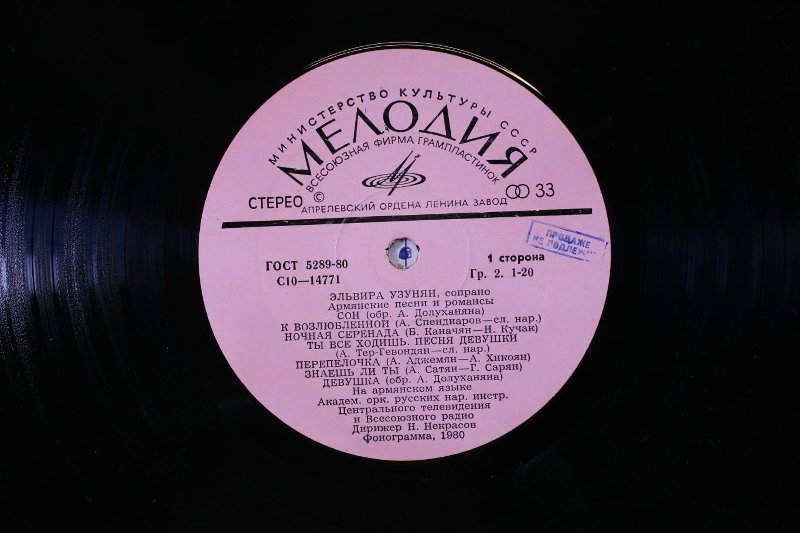 МИНИСТЕРСТВО КУЛЬТУРЫ СССР
МЕЛОДИЯ
ВСЕСОЮЗНАЯ ФИРМА ГРАМПЛАСТИНОК
СТЕРЕО © 33
АПРЕЛЕВСКИЙ ОРДЕНА ЛЕНИНА ЗАВОД
ПРОДАЖЕ
НЕ ПОДЛЕЖИТ
ГОСТ 5289-80 1 сторона
С10—14771 Гр. 2. 1-20
ЭЛЬВИРА УЗУНЯН, сопрано
Армянские песни и романсы
СОН (обр. А. Долуханяна)
К ВОЗЛЮБЛЕННОЙ (А. Спендиаров—сл. нар.)
НОЧНАЯ СЕРЕНАДА (Б. Каначян—Н. Кучак)
ТЫ ВСЕ ХОДИШЬ. ПЕСНЯ ДЕВУШКИ
(А. Тер-Гевондян—сл. нар.)
ПЕРЕПЕЛОЧКА (А. Аджемян—А. Хнкоян)
ЗНАЕШЬ ЛИ ТЫ (А. Сатян—Г. Сарян)
ДЕВУШКА (обр. А. Долуханяна)
На армянском языке
Академ. орк. русских нар. инстр.
Центрального телевидения
и Всесоюзного радио
Дирижер Н. Некрасов
Фонограмма, 1980